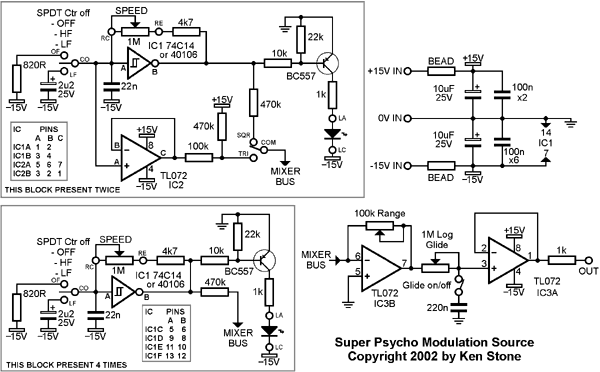 SPDT Ctr off
- OFF
- HF
- LF
OF
CO
LF
820R
-15V
2u2
25V
-15V
SPEED
RC
RE
1M
4k7
IC1 74C14
or 40106
A
B
22n
-15V
10k
22k
BC557
1k
LA
LC
-15V
470k
470k
+15V
SQR
COM
TRI
MIXER
BUS
+15V
B
8
C
A
4
TL072
IC2
-15V
100k
IC PINS
A B C
IC1A 1 2
IC1B 3 4
IC2A 5 6 7
IC2B 3 2 1
THIS BLOCK PRESENT TWICE
+15V IN
BEAD
+15V
10uF
25V
100n
x2
0V IN
10uF
25V
100n
x6
14
IC1
7
-15V IN
BEAD
-15V
SPDT Ctr off
- OFF
- HF
- LF
OF
CO
LF
820R
-15V
2u2
25V
-15V
SPEED
RC
RE
1M
4k7
IC1 74C14
or 40106
A
B
22n
-15V
10k
22k
BC557
1k
LA
LC
-15V
470k
MIXER
BUS
IC PINS
A B
IC1C 5 6
IC1D 9 8
IC1E 11 10
IC1F 13 12
THIS BLOCK PRESENT 4 TIMES
100k Range
MIXER
BUS
6
5
7
TL072
IC3B
1M Log
Glide
Glide on/off
220n
+15V
2
8
1
3
4
-15V
TL072
IC3A
1k
OUT
Super Psycho Modulation Source
Copyright 2002 by Ken Stone